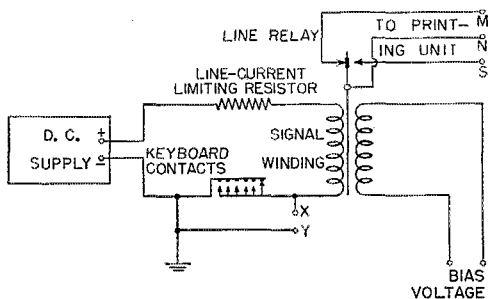 TO PRINT- M
LINE RELAY N
ING UNIT S
LINE-CURRENT
LIMITING RESISTOR
D. C. +
SUPPLY -
KEYBOARD
CONTACTS
SIGNAL
WINDING
X
Y
BIAS
VOLTAGE